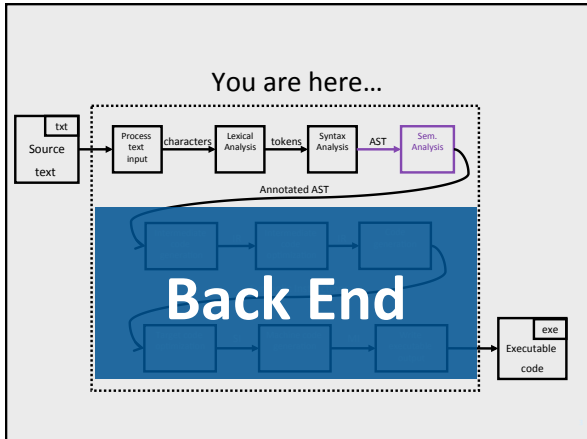 You are here…
txt
Source
text
Process
text
input
characters
Lexical
Analysis
tokens
Syntax
Analysis
AST
Sem.
Analysis
Annotated AST
Back End
exe
Executable
code